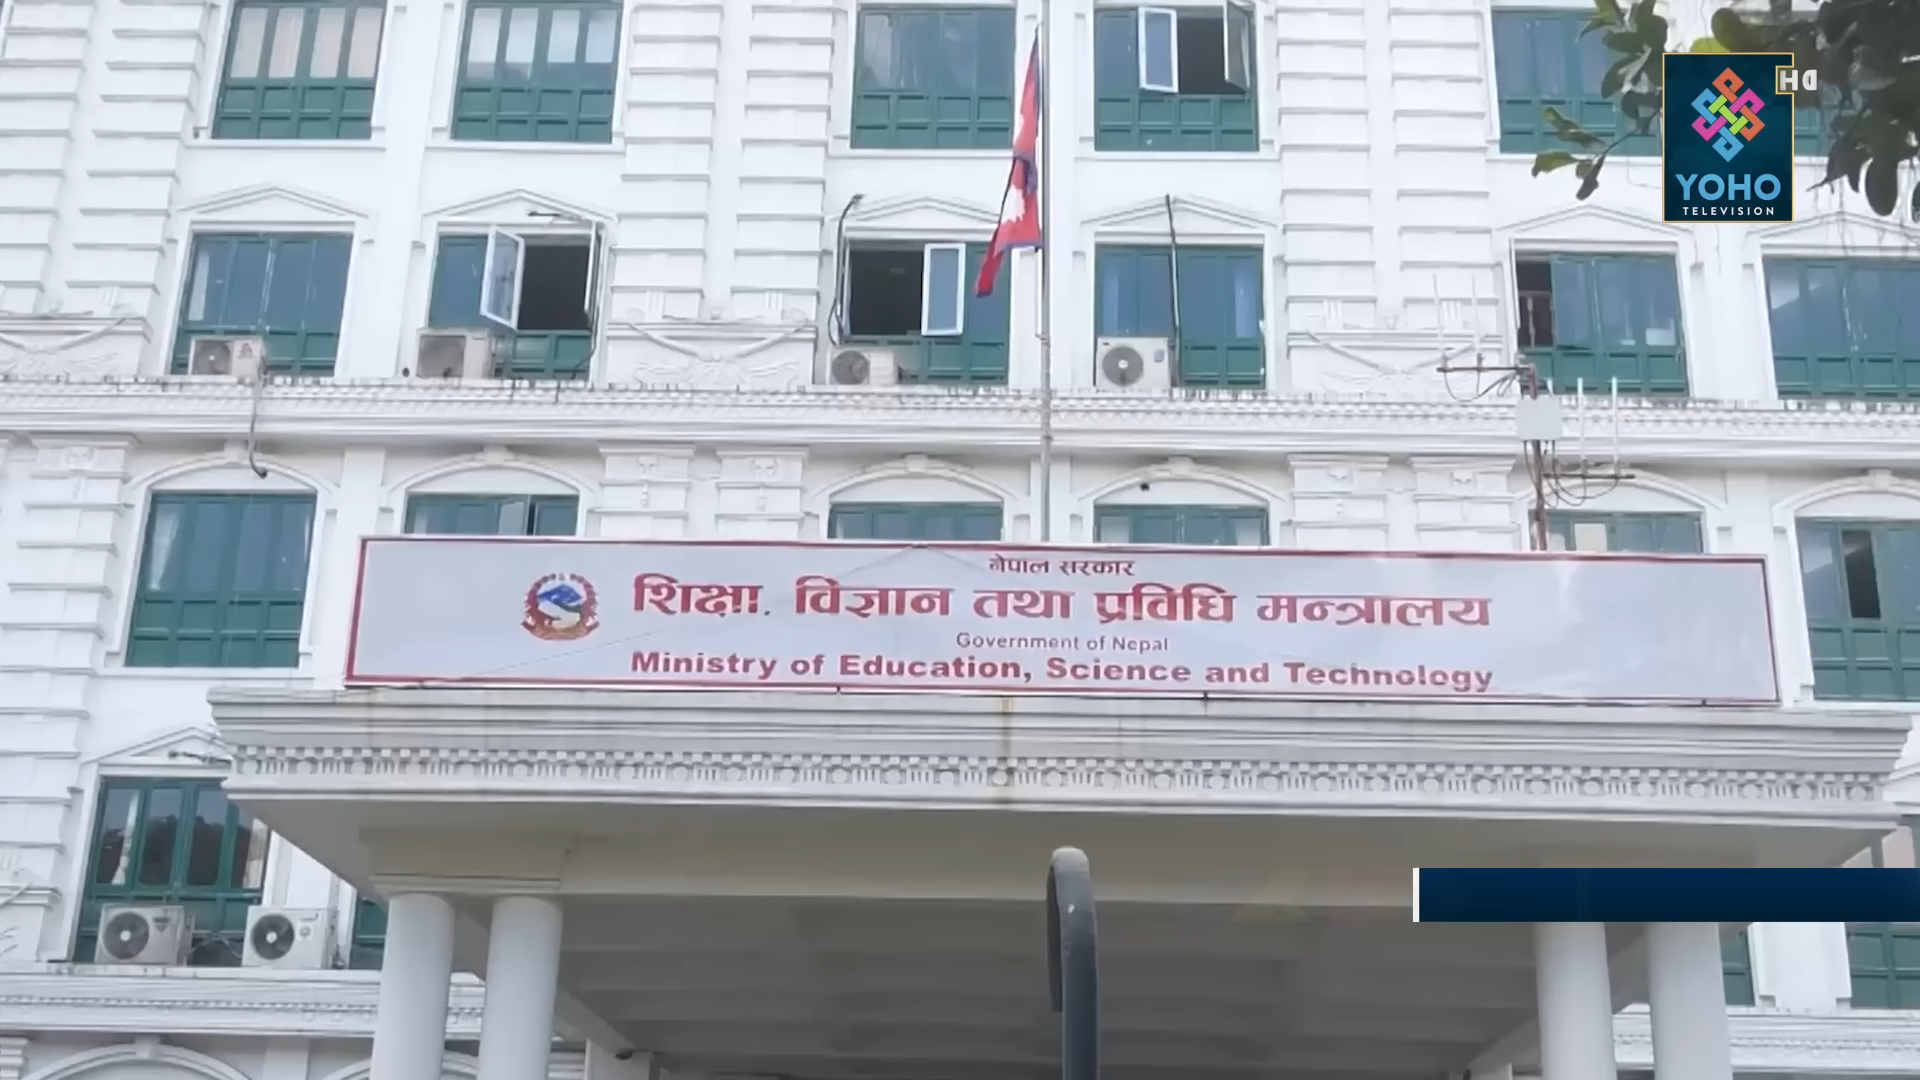 HD
YOHO
TELEVISION
नेपाल सरकार
शिक्षा, विज्ञान तथा प्रविधि मन्त्रालय
Government of Nepal
Ministry of Education, Science and Technology